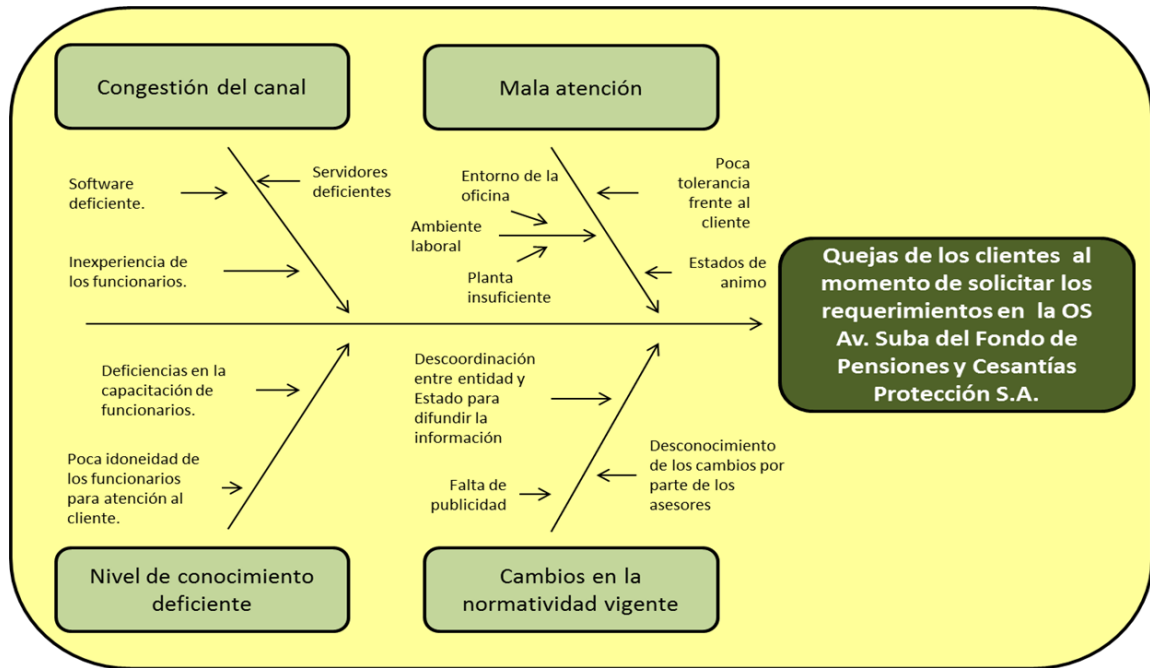 Congestión del canal
Mala atención
Software
deficiente.
Servidores
deficientes
Inexperiencia de
los funcionarios.
Entorno de la
oficina
Ambiente
laboral
Planta
insuficiente
Poca
tolerancia
frente al
cliente
Estados de
animo
Quejas de los clientes al
momento de solicitar los
requerimientos en la OS
Av. Suba del Fondo de
Pensiones y Cesantías
Protección S.A.
Deficiencias en la
capacitación de
funcionarios.
Poca idoneidad de
los funcionarios
para atención al
cliente.
Descoordinación
entre entidad y
Estado para
difundir la
información
Falta de
publicidad
Desconocimiento
de los cambios por
parte de los
asesores
Nivel de conocimiento
deficiente
Cambios en la
normatividad vigente